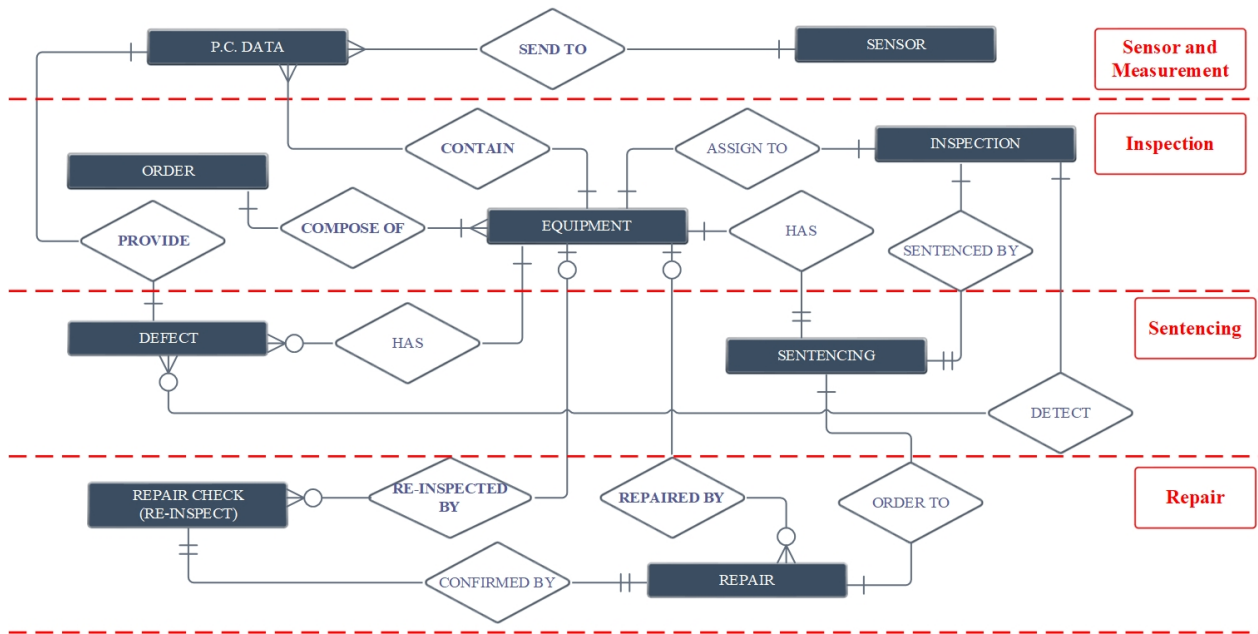 P.C. DATA
SEND TO
SENSOR
Sensor and
Measurement
ORDER
CONTAIN
ASSIGN TO
INSPECTION
Inspection
PROVIDE
COMPOSE OF
EQUIPMENT
HAS
SENTENCED BY
DEFECT
HAS
SENTENCING
Sentencing
DETECT
REPAIR CHECK
(RE-INSPECT)
RE-INSPECTED
BY
REPAIRED BY
ORDER TO
Repair
CONFIRMED BY
REPAIR